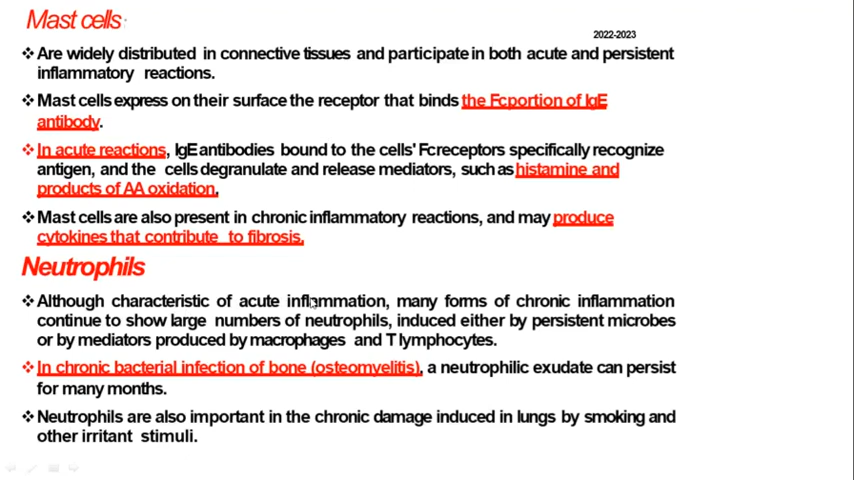 Mast cells
2022-2023
❖Are widely distributed in connective tissues and participate in both acute and persistent
inflammatory reactions.
❖Mast cells express on their surface the receptor that binds the Fc portion of IgE
antibody.
❖In acute reactions, IgE antibodies bound to the cells' Fc receptors specifically recognize
antigen, and the cells degranulate and release mediators, such as histamine and
products of AA oxidation.
❖Mast cells are also present in chronic inflammatory reactions, and may produce
cytokines that contribute to fibrosis.
Neutrophils
❖Although characteristic of acute inflammation, many forms of chronic inflammation
continue to show large numbers of neutrophils, induced either by persistent microbes
or by mediators produced by macrophages and T lymphocytes.
❖In chronic bacterial infection of bone (osteomyelitis), a neutrophilic exudate can persist
for many months.
❖Neutrophils are also important in the chronic damage induced in lungs by smoking and
other irritant stimuli.